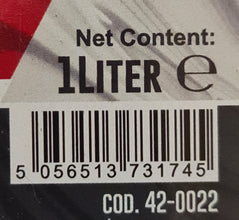 Net Content:
1LITER ℮
5 056513 731745
COD. 42-0022